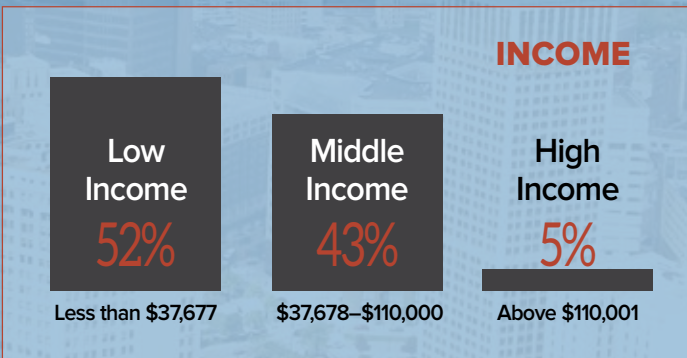 INCOME
Low
Income
52%
Less than $37,677
Middle
Income
43%
$37,678–$110,000
High
Income
5%
Above $110,001